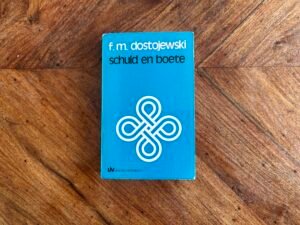 f. m. dostojewski
schuld en boete